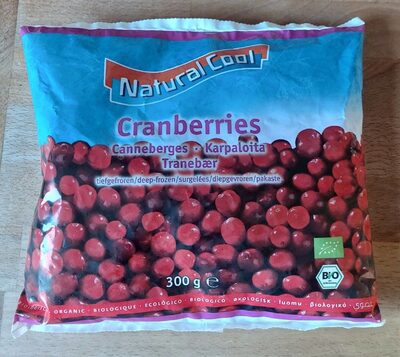 Natural Cool
Cranberries
Canneberges · Karpaloita
Tranebær
tiefgefroren/deep-frozen/surgelées/diepgevroren/pakaste
300 g e
BIO
ORGANIC · BIOLOGIQUE · ECOLÓGICO · BIOLOGICO · ØKOLOGISK · luomu · βιολογικό